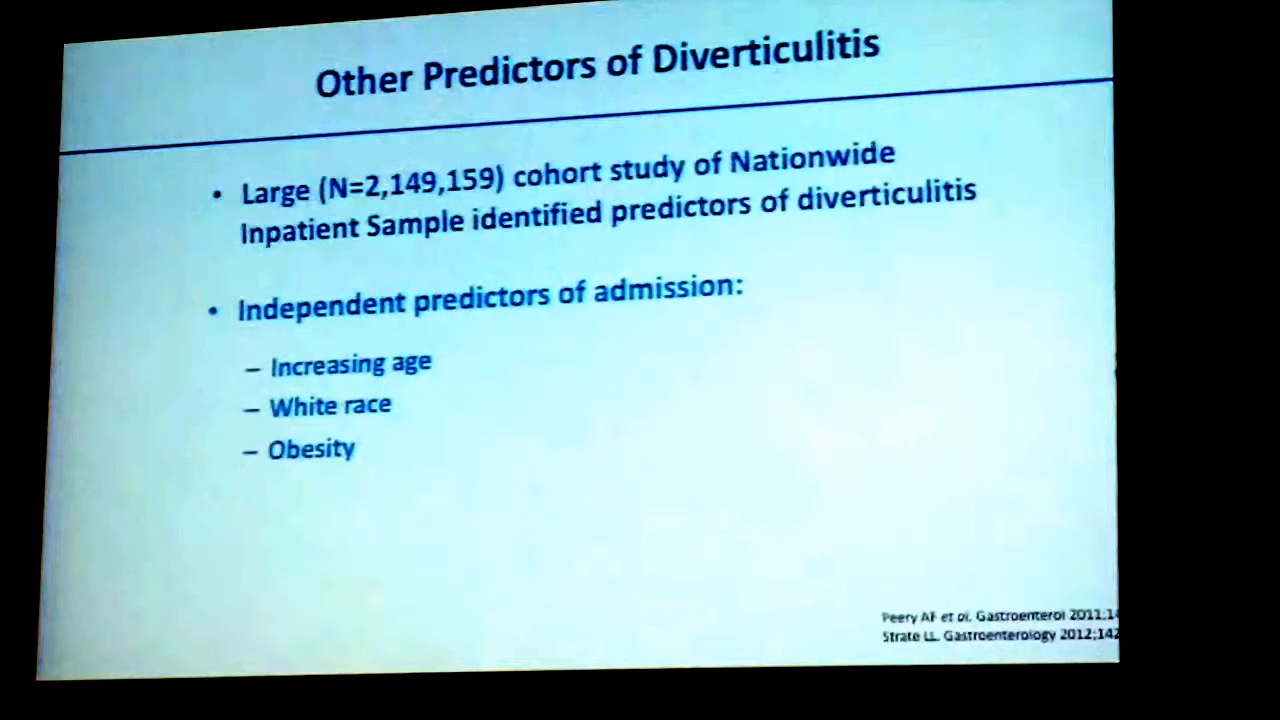 Other Predictors of Diverticulitis
• Large (N=2,149,159) cohort study of Nationwide
Inpatient Sample identified predictors of diverticulitis
• Independent predictors of admission:
– Increasing age
– White race
– Obesity
Peery AF et al. Gastroenterol 2011;14
Strate LL. Gastroenterology 2012;142